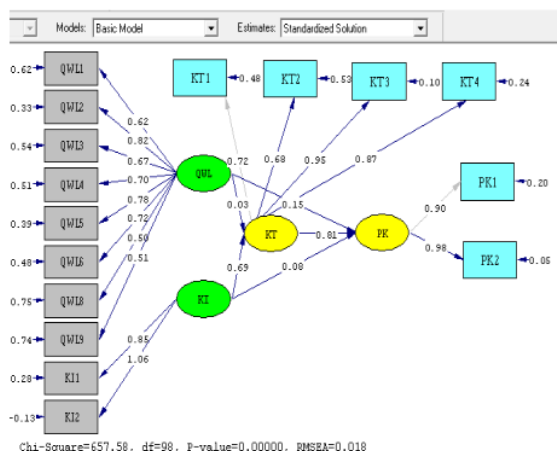 Models: Basic Model Estimates: Standardized Solution
0.62 QWL1
0.33 QWL2
0.54 QWL3
0.51 QWL4
0.39 QWL5
0.48 QWL6
0.75 QWL8
0.74 QWL9
0.28 KI1
-0.13 KI2
0.62
0.82
0.67
0.70
0.78
0.72
0.50
0.51
0.85
1.06
QWL
KI
KT1 0.48
KT2 0.53
KT3 0.10
KT4 0.24
0.72
0.68
0.95
0.87
0.03
0.15
0.69
0.08
KT
0.81
PK
0.90
0.98
PK1 0.20
PK2 0.05
Chi-Square=657.58, df=98, P-value=0.00000, RMSEA=0.018